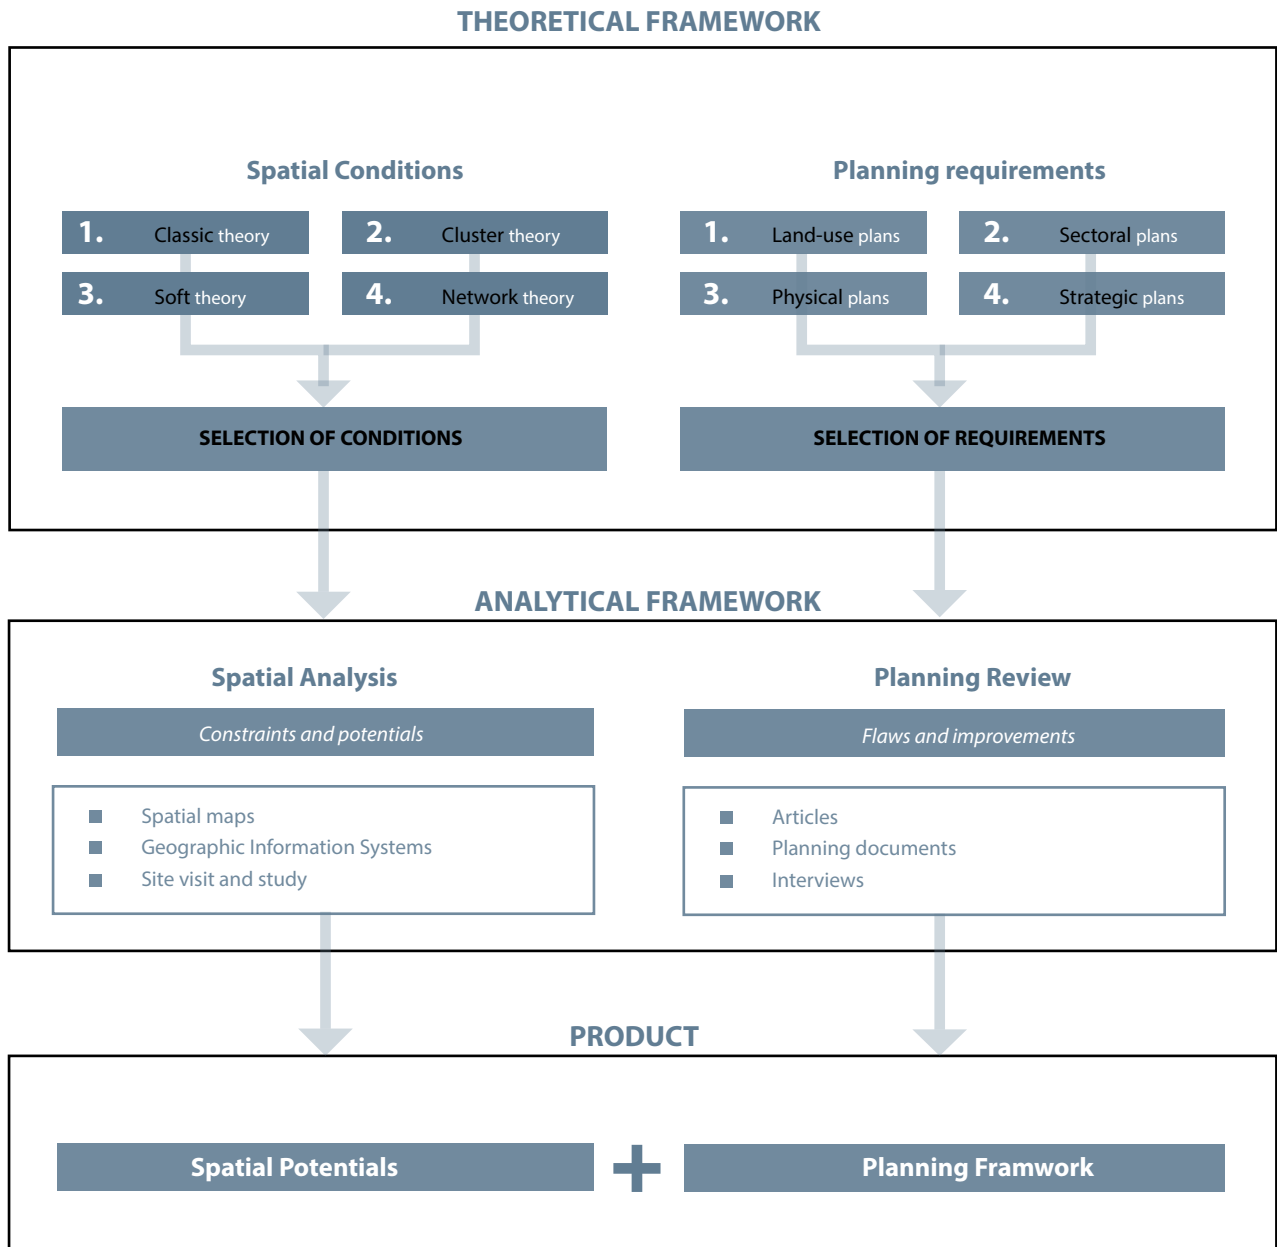 THEORETICAL FRAMEWORK
Spatial Conditions
1. Classic theory
2. Cluster theory
3. Soft theory
4. Network theory
SELECTION OF CONDITIONS
Planning requirements
1. Land-use plans
2. Sectoral plans
3. Physical plans
4. Strategic plans
SELECTION OF REQUIREMENTS
ANALYTICAL FRAMEWORK
Spatial Analysis
Constraints and potentials
Spatial maps
Geographic Information Systems
Site visit and study
Planning Review
Flaws and improvements
Articles
Planning documents
Interviews
PRODUCT
Spatial Potentials
+
Planning Framwork